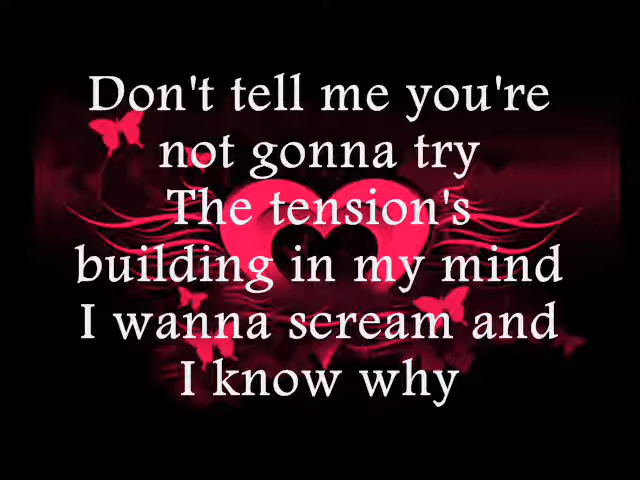 Don't tell me you're
not gonna try
The tension's
building in my mind
I wanna scream and
I know why